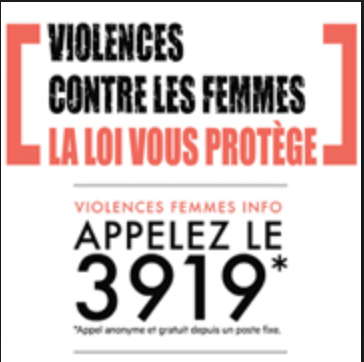 VIOLENCES
CONTRE LES FEMMES
LA LOI VOUS PROTÈGE
VIOLENCES FEMMES INFO
APPELEZ LE
3919*
*Appel anonyme et gratuit depuis un poste fixe.